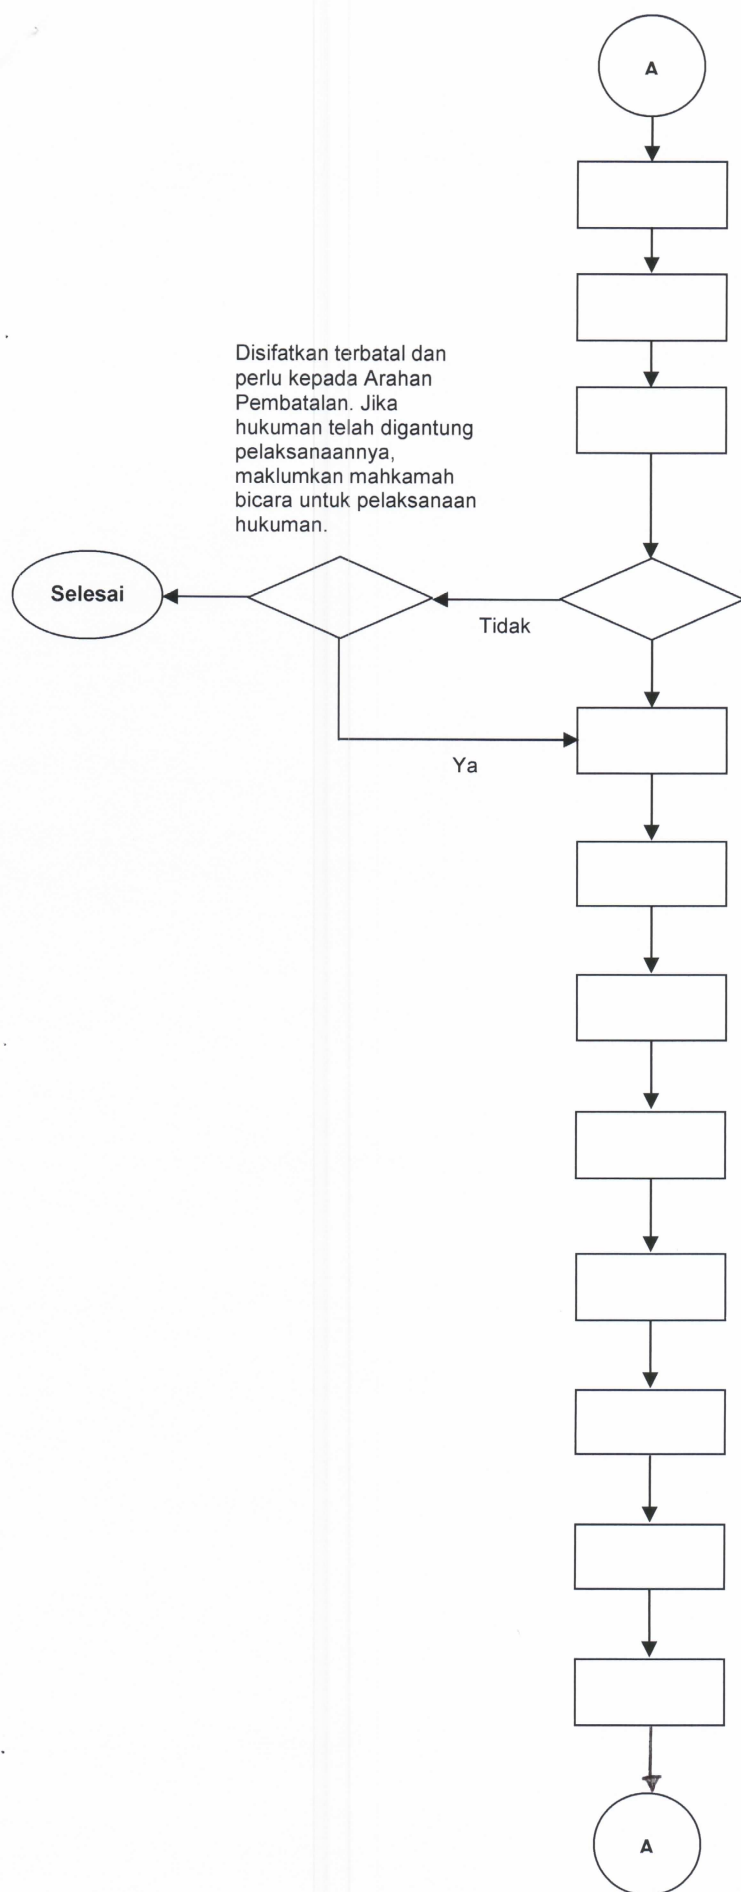 A
Disifatkan terbatal dan
perlu kepada Arahan
Pembatalan. Jika
hukuman telah digantung
pelaksanaannya,
maklumkan mahkamah
bicara untuk pelaksanaan
hukuman.
Selesai
Tidak
Ya
A